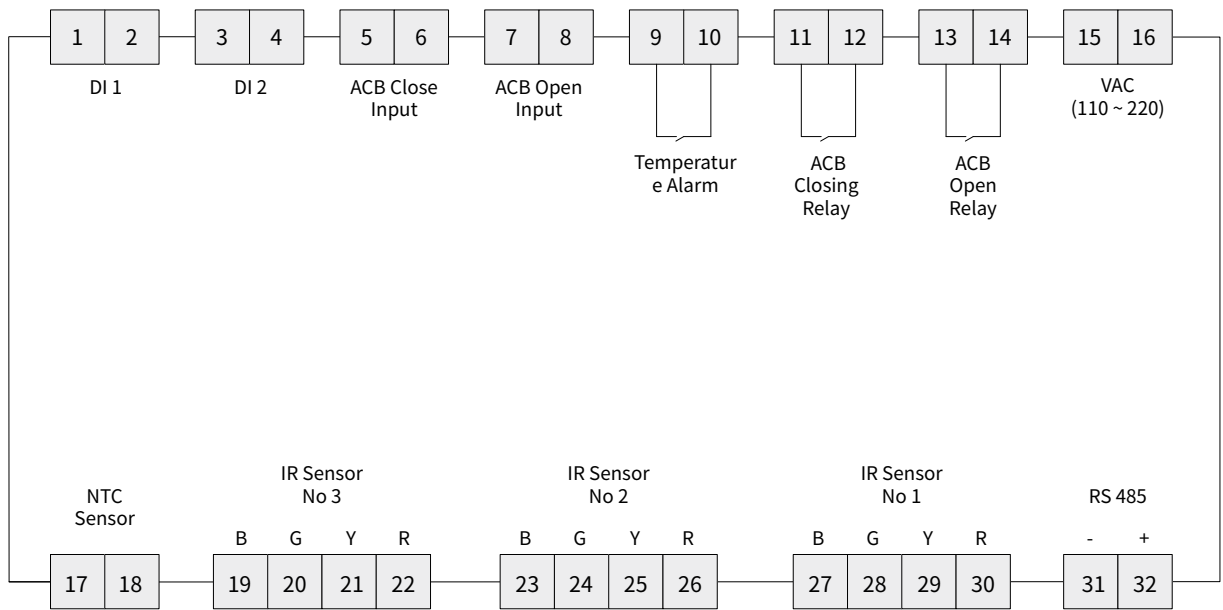 1 2 3 4 5 6 7 8 9 10 11 12 13 14 15 16
DI 1
DI 2
ACB Close
Input
ACB Open
Input
Temperatur
e Alarm
ACB
Closing
Relay
ACB
Open
Relay
VAC
(110 ~ 220)
NTC
Sensor
IR Sensor
No 3
B G Y R
IR Sensor
No 2
B G Y R
IR Sensor
No 1
B G Y R
RS 485
- +
17 18 19 20 21 22 23 24 25 26 27 28 29 30 31 32